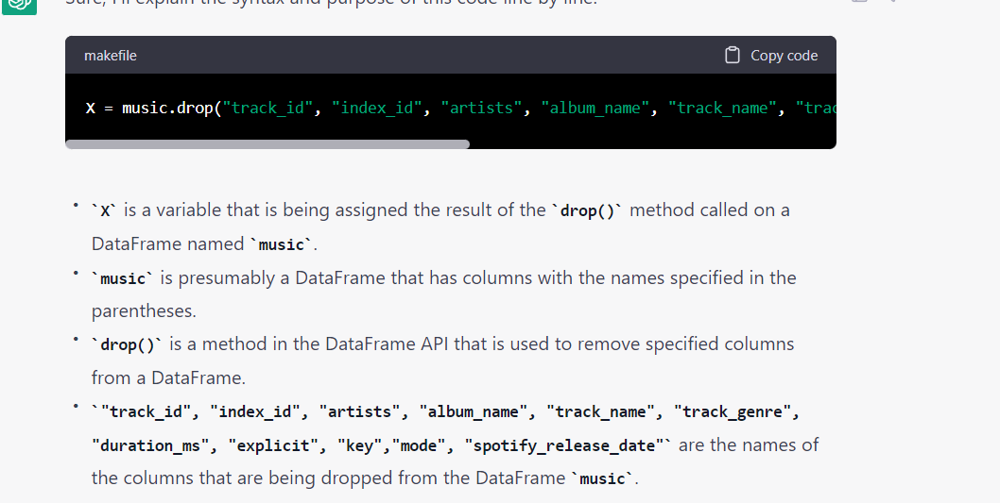 Sure, I'll explain the syntax and purpose of this code line by line.
makefile
Copy code
X = music.drop("track_id", "index_id", "artists", "album_name", "track_name", "trac
• `X` is a variable that is being assigned the result of the `drop()` method called on a
DataFrame named `music`.
• `music` is presumably a DataFrame that has columns with the names specified in the
parentheses.
• `drop()` is a method in the DataFrame API that is used to remove specified columns
from a DataFrame.
• `"track_id", "index_id", "artists", "album_name", "track_name", "track_genre",
"duration_ms", "explicit", "key","mode", "spotify_release_date"` are the names of
the columns that are being dropped from the DataFrame `music`.